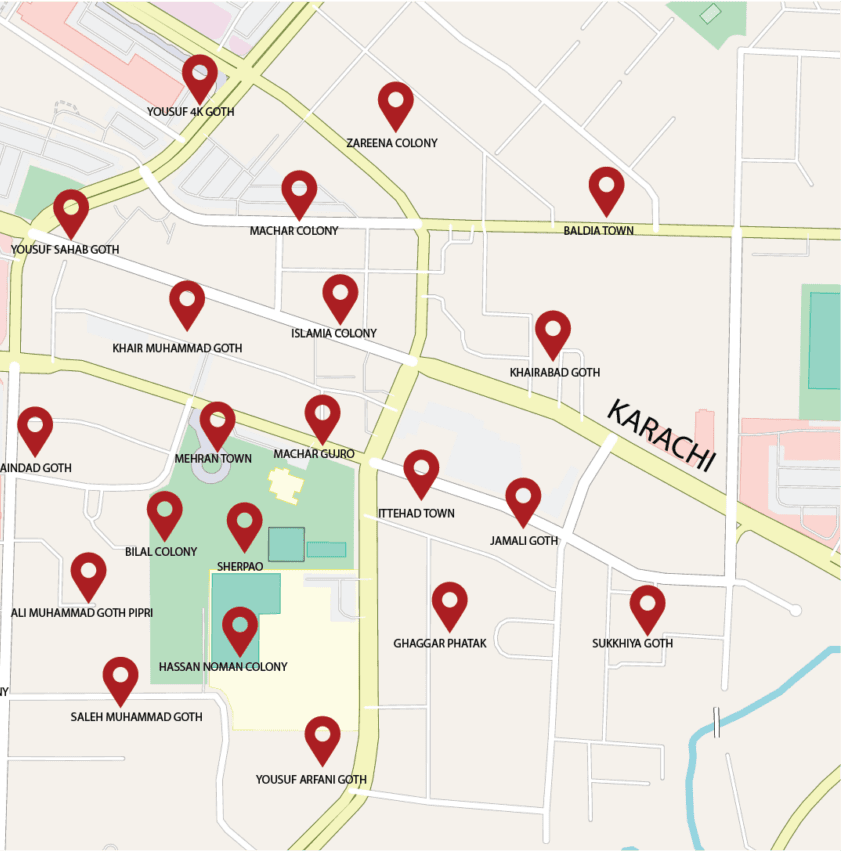 YOUSUF 4K GOTH
ZAREENA COLONY
MACHAR COLONY
BALDIA TOWN
YOUSUF SAHAB GOTH
ISLAMIA COLONY
KHAIR MUHAMMAD GOTH
KHAIRABAD GOTH
KARACHI
MEHRAN TOWN
MACHAR GUJRO
AINDAD GOTH
ITTEHAD TOWN
JAMALI GOTH
BILAL COLONY
SHERPAO
ALI MUHAMMAD GOTH PIPRI
GHAGGAR PHATAK
SUKKHIYA GOTH
HASSAN NOMAN COLONY
NY
SALEH MUHAMMAD GOTH
YOUSUF ARFANI GOTH